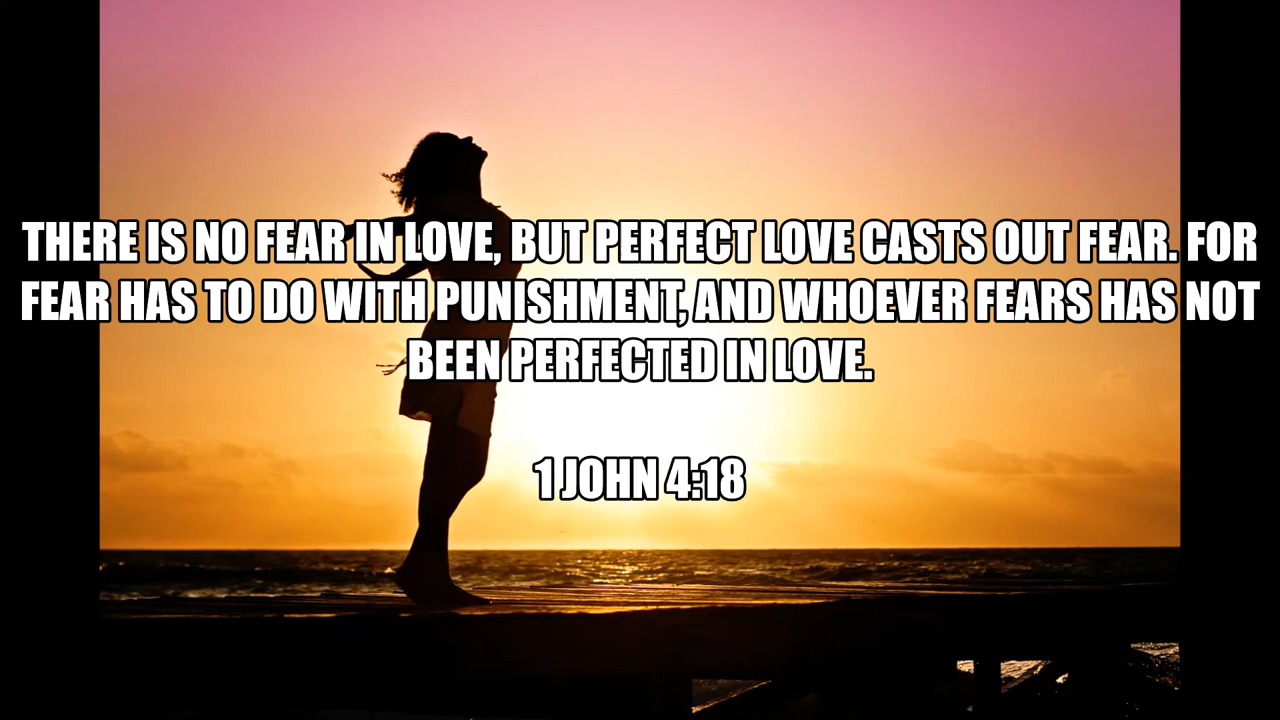 THERE IS NO FEAR IN LOVE, BUT PERFECT LOVE CASTS OUT FEAR. FOR
FEAR HAS TO DO WITH PUNISHMENT, AND WHOEVER FEARS HAS NOT
BEEN PERFECTED IN LOVE.
1 JOHN 4:18